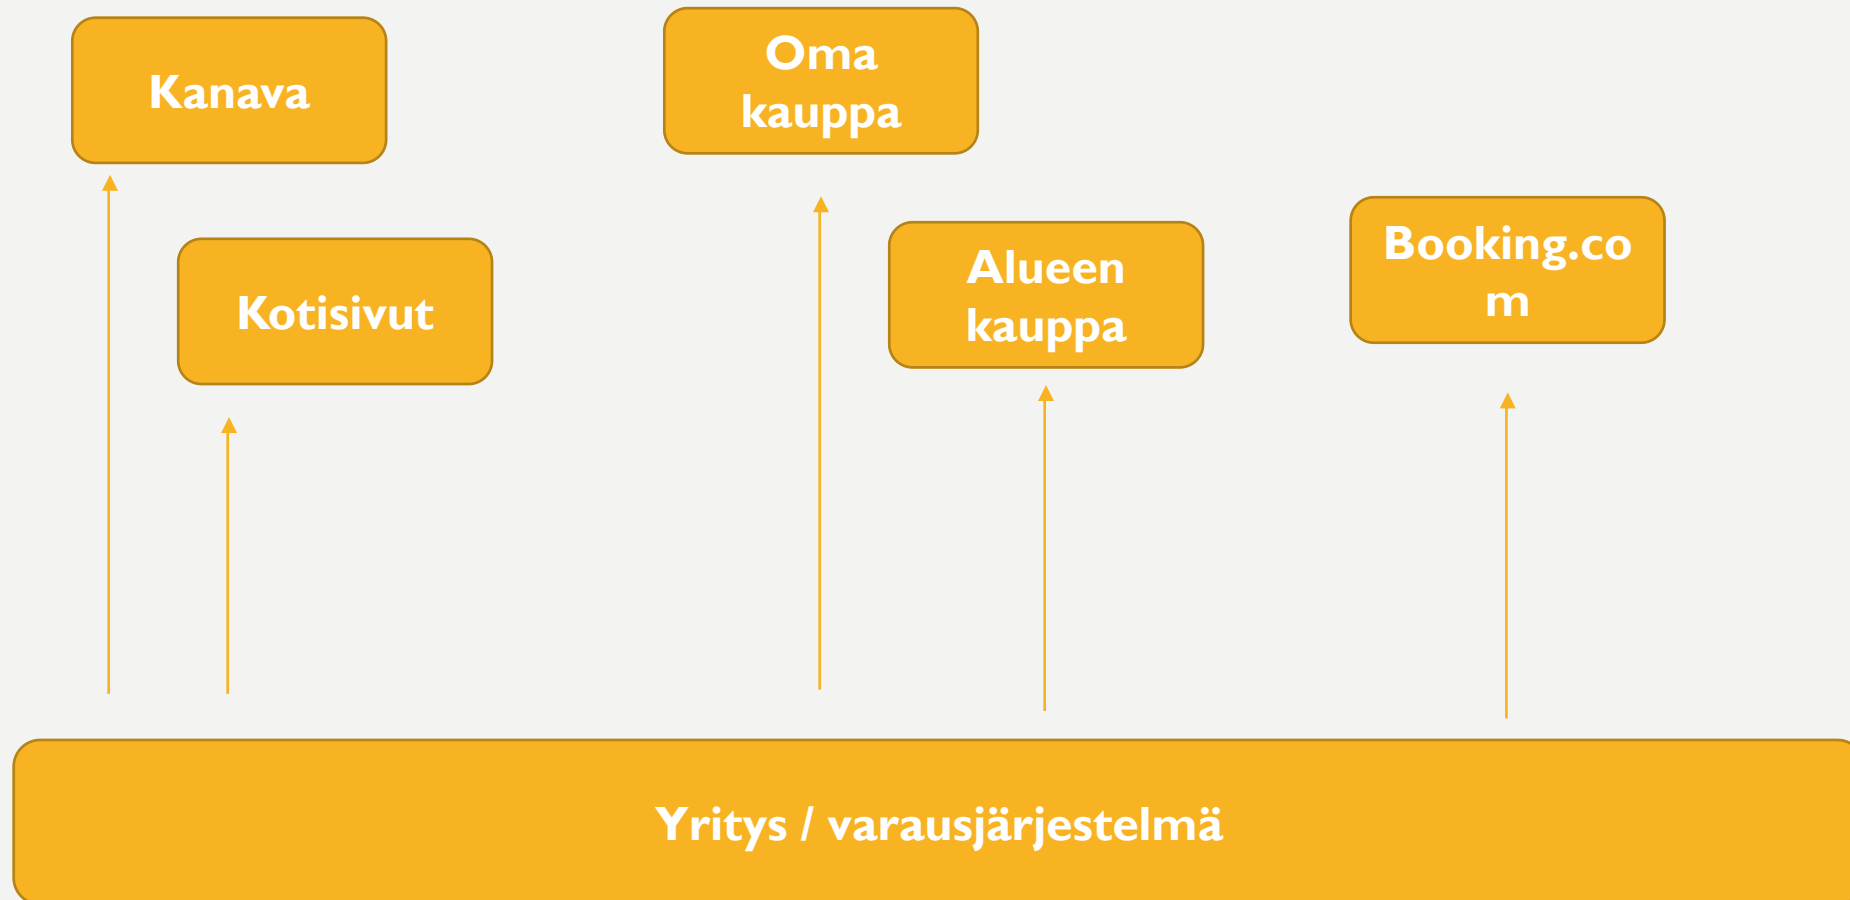 Kanava
Oma
kauppa
Kotisivut
Alueen
kauppa
Booking.co
m
Yritys / varausjärjestelmä